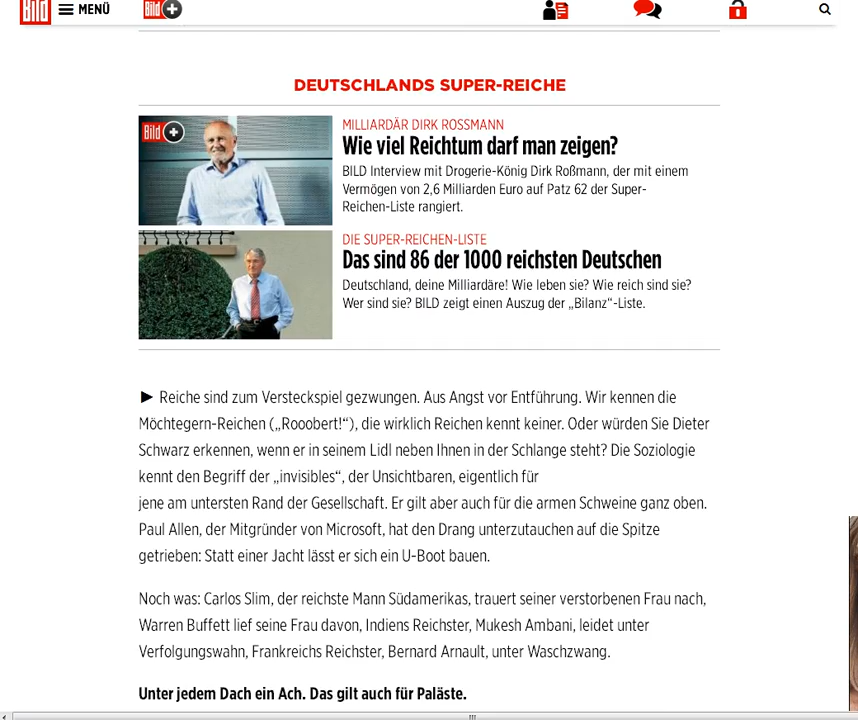 Bild
MENÜ
Bild+
DEUTSCHLANDS SUPER-REICHE
Bild+
MILLIARDÄR DIRK ROSSMANN
Wie viel Reichtum darf man zeigen?
BILD Interview mit Drogerie-König Dirk Roßmann, der mit einem
Vermögen von 2,6 Milliarden Euro auf Patz 62 der Super-
Reichen-Liste rangiert.
DIE SUPER-REICHEN-LISTE
Das sind 86 der 1000 reichsten Deutschen
Deutschland, deine Milliardäre! Wie leben sie? Wie reich sind sie?
Wer sind sie? BILD zeigt einen Auszug der „Bilanz“-Liste.
► Reiche sind zum Versteckspiel gezwungen. Aus Angst vor Entführung. Wir kennen die
Möchtegern-Reichen („Rooobert!“), die wirklich Reichen kennt keiner. Oder würden Sie Dieter
Schwarz erkennen, wenn er in seinem Lidl neben Ihnen in der Schlange steht? Die Soziologie
kennt den Begriff der „invisibles“, der Unsichtbaren, eigentlich für
jene am untersten Rand der Gesellschaft. Er gilt aber auch für die armen Schweine ganz oben.
Paul Allen, der Mitgründer von Microsoft, hat den Drang unterzutauchen auf die Spitze
getrieben: Statt einer Jacht lässt er sich ein U-Boot bauen.
Noch was: Carlos Slim, der reichste Mann Südamerikas, trauert seiner verstorbenen Frau nach,
Warren Buffett lief seine Frau davon, Indiens Reichster, Mukesh Ambani, leidet unter
Verfolgungswahn, Frankreichs Reichster, Bernard Arnault, unter Waschzwang.
Unter jedem Dach ein Ach. Das gilt auch für Paläste.